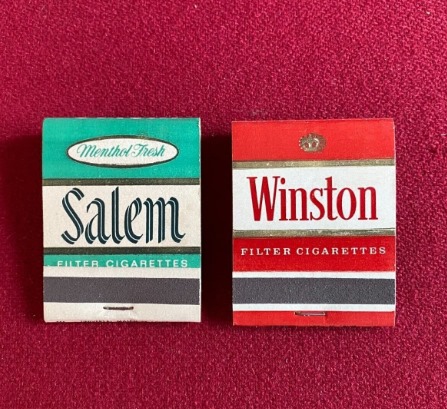 Menthol-Fresh
Salem
FILTER CIGARETTES
Winston
FILTER CIGARETTES